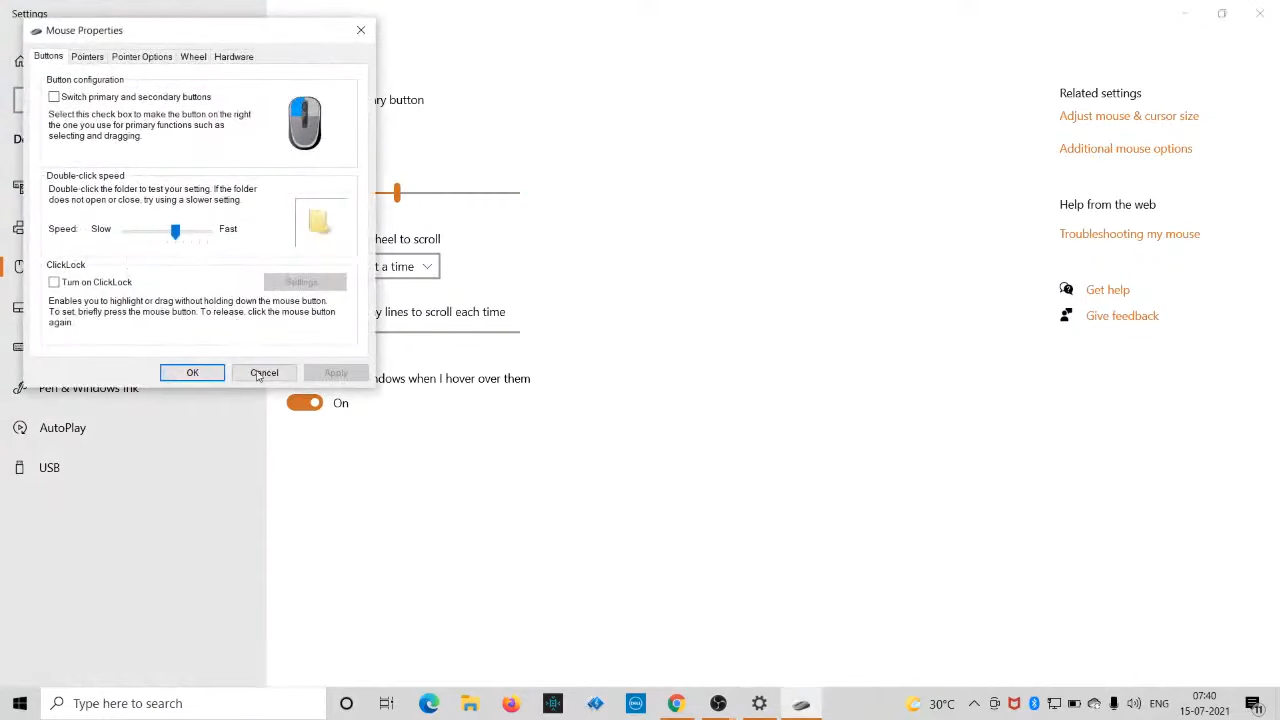 Settings
Mouse Properties
Buttons Pointers Pointer Options Wheel Hardware
Button configuration
Switch primary and secondary buttons
Select this check box to make the button on the right
the one you use for primary functions such as
selecting and dragging.
Double-click speed
Double-click the folder to test your setting. If the folder
does not open or close, try using a slower setting.
Speed: Slow Fast
ClickLock
Turn on ClickLock
Settings...
Enables you to highlight or drag without holding down the mouse button.
To set, briefly press the mouse button. To release, click the mouse button
again.
OK Cancel Apply
ry button
heel to scroll
t a time
y lines to scroll each time
ndows when I hover over them
On
De
Pen & Windows Ink
AutoPlay
USB
Related settings
Adjust mouse & cursor size
Additional mouse options
Help from the web
Troubleshooting my mouse
Get help
Give feedback
Type here to search
DELL
30°C
ENG
07:40
15-07-2021